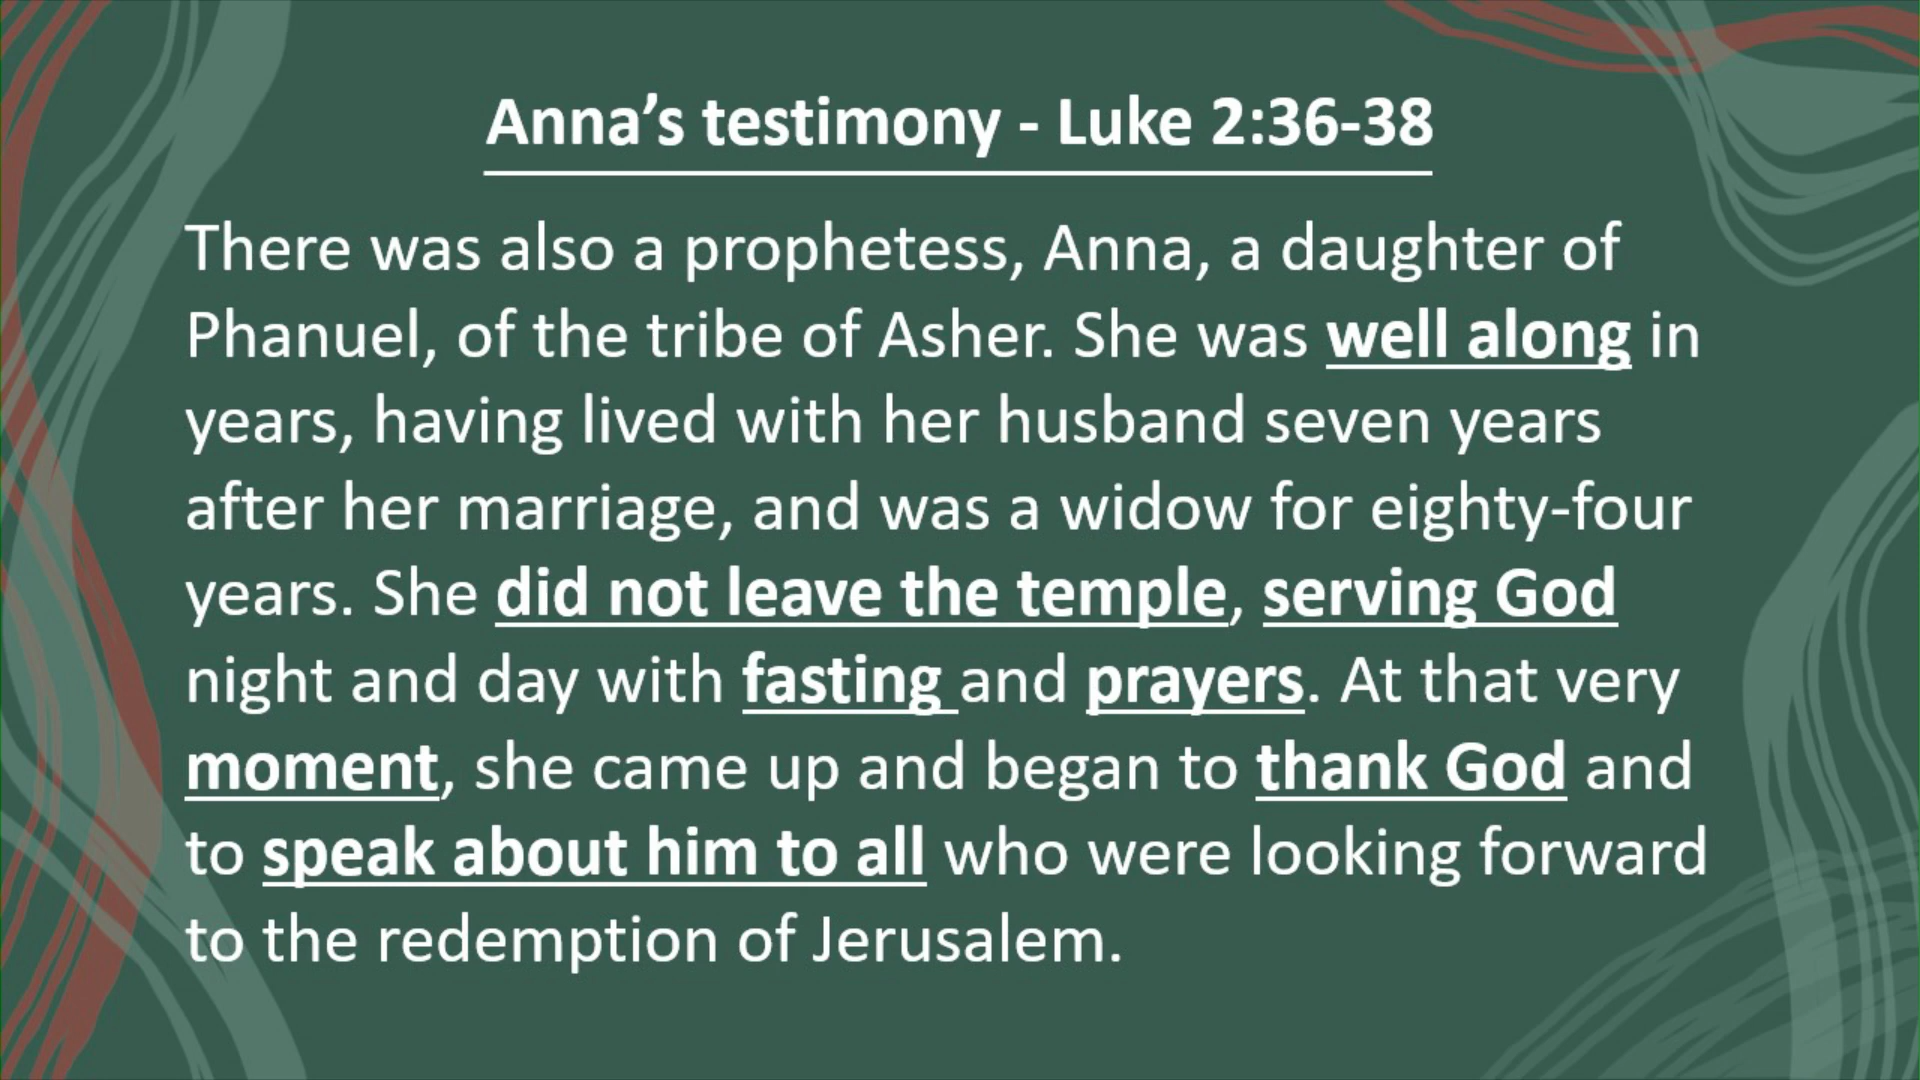 Anna’s testimony - Luke 2:36-38
There was also a prophetess, Anna, a daughter of
Phanuel, of the tribe of Asher. She was well along in
years, having lived with her husband seven years
after her marriage, and was a widow for eighty-four
years. She did not leave the temple, serving God
night and day with fasting and prayers. At that very
moment, she came up and began to thank God and
to speak about him to all who were looking forward
to the redemption of Jerusalem.